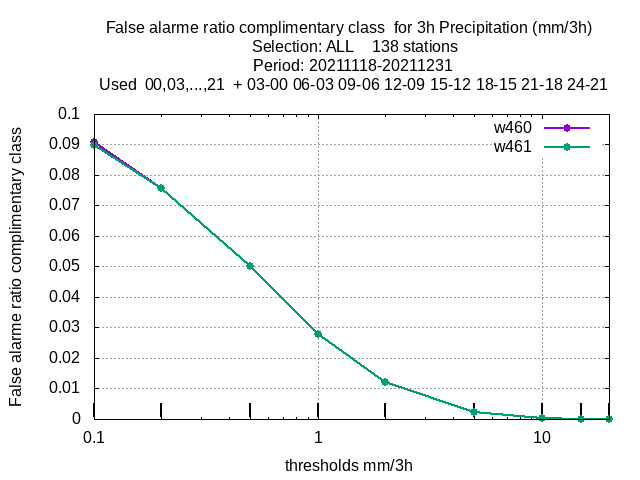 False alarme ratio complimentary class  for 3h Precipitation (mm/3h)
Selection: ALL    138 stations
Period: 20211118-20211231
Used  00,03,...,21  + 03-00 06-03 09-06 12-09 15-12 18-15 21-18 24-21
False alarme ratio complimentary class
0.1
0.09
0.08
0.07
0.06
0.05
0.04
0.03
0.02
0.01
0
w460
w461
0.1
1
10
thresholds mm/3h